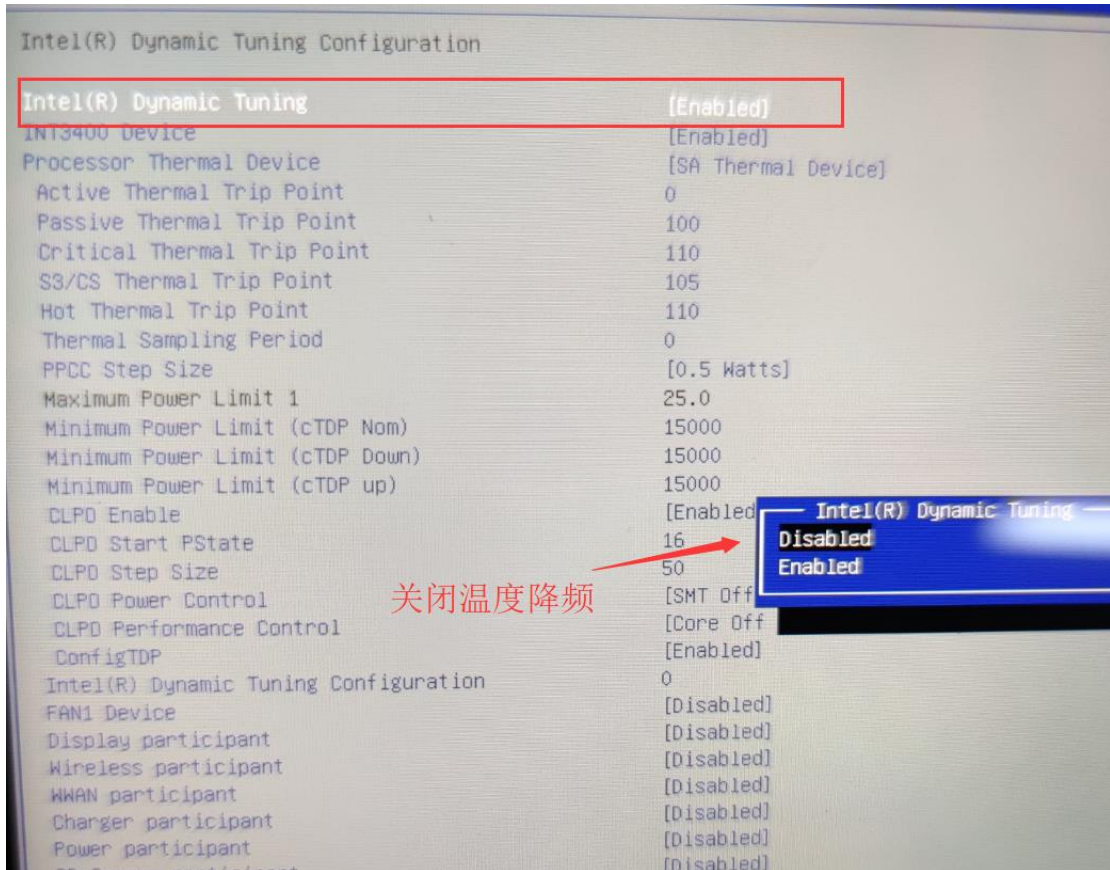 Intel(R) Dynamic Tuning Configuration
Intel(R) Dynamic Tuning [Enabled]
INT3400 Device [Enabled]
Processor Thermal Device [SA Thermal Device]
Active Thermal Trip Point 0
Passive Thermal Trip Point 100
Critical Thermal Trip Point 110
S3/CS Thermal Trip Point 105
Hot Thermal Trip Point 110
Thermal Sampling Period 0
PPCC Step Size [0.5 Watts]
Maximum Power Limit 1 25.0
Minimum Power Limit (cTDP Nom) 15000
Minimum Power Limit (cTDP Down) 15000
Minimum Power Limit (cTDP up) 15000
CLPO Enable [Enabled
CLPO Start PState 16
CLPO Step Size 50
CLPO Power Control [SMT Off
CLPO Performance Control [Core Off
ConfigTDP [Enabled]
Intel(R) Dynamic Tuning Configuration 0
FAN1 Device [Disabled]
Display participant [Disabled]
Wireless participant [Disabled]
WWAN participant [Disabled]
Charger participant [Disabled]
Power participant [Disabled]
[Disabled]
Intel(R) Dynamic Tuning
Disabled
Enabled
关闭温度降频